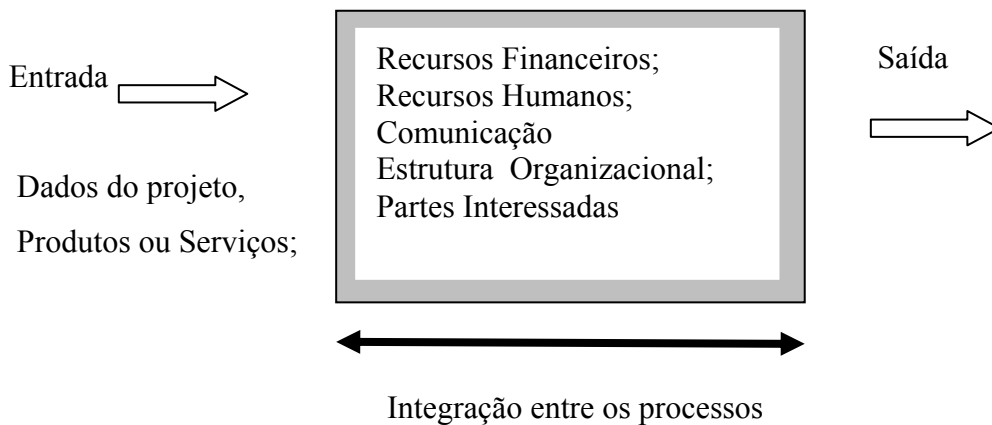 Entrada
Dados do projeto,
Produtos ou Serviços;
Recursos Financeiros;
Recursos Humanos;
Comunicação
Estrutura Organizacional;
Partes Interessadas
Saída
Integração entre os processos